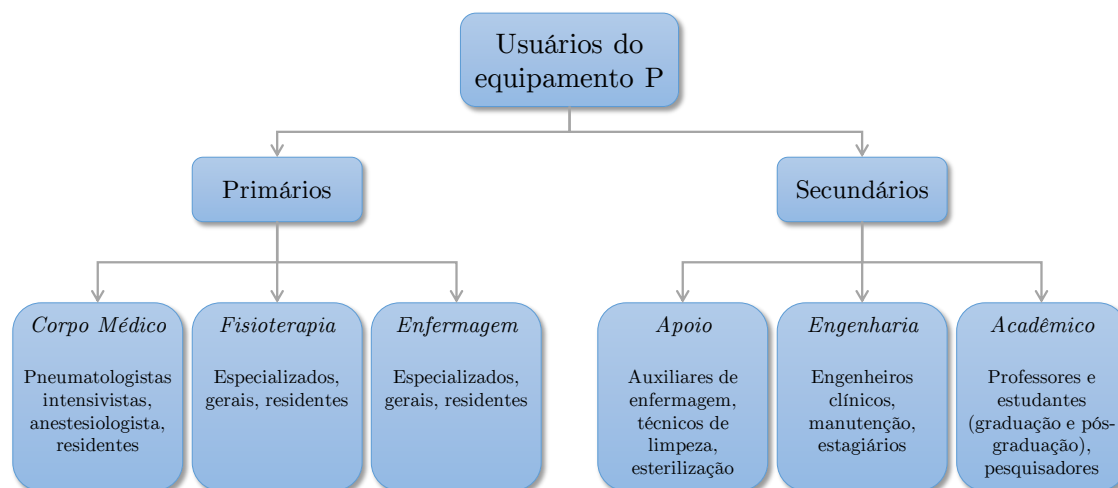 Usuários do
equipamento P
Primários
Secundários
Corpo Médico
Pneumatologistas
intensivistas,
anestesiologista,
residentes
Fisioterapia
Especializados,
gerais, residentes
Enfermagem
Especializados,
gerais, residentes
Apoio
Auxiliares de
enfermagem,
técnicos de
limpeza,
esterilização
Engenharia
Engenheiros
clínicos,
manutenção,
estagiários
Acadêmico
Professores e
estudantes
(graduação e pós-
graduação),
pesquisadores